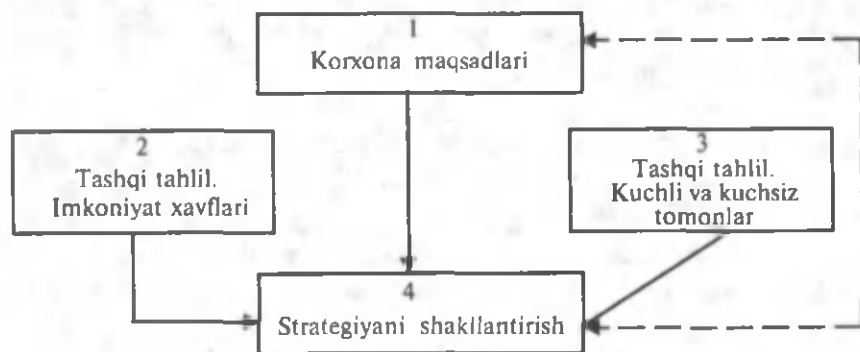 1
Korxona maqsadlari
2
Tashqi tahlil.
Imkoniyat xavflari
3
Tashqi tahlil.
Kuchli va kuchsiz
tomonlar
4
Strategiyani shakllantirish